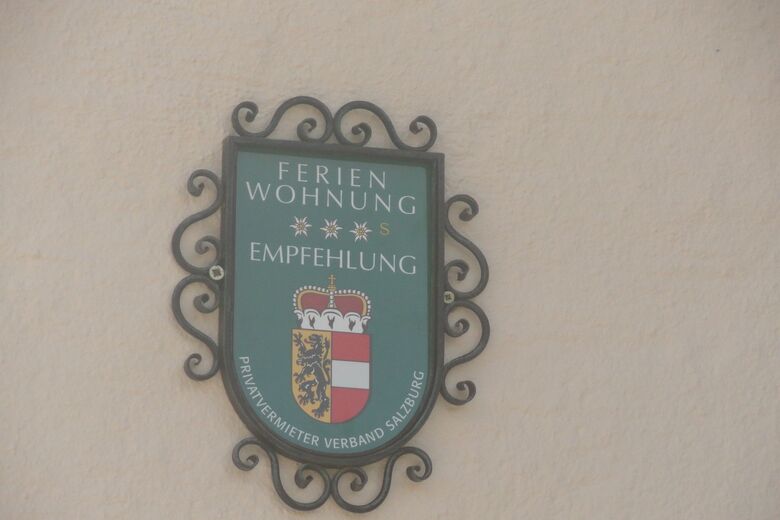 FERIEN
WOHNUNG
S
EMPFEHLUNG
PRIVATVERMIETER VERBAND SALZBURG